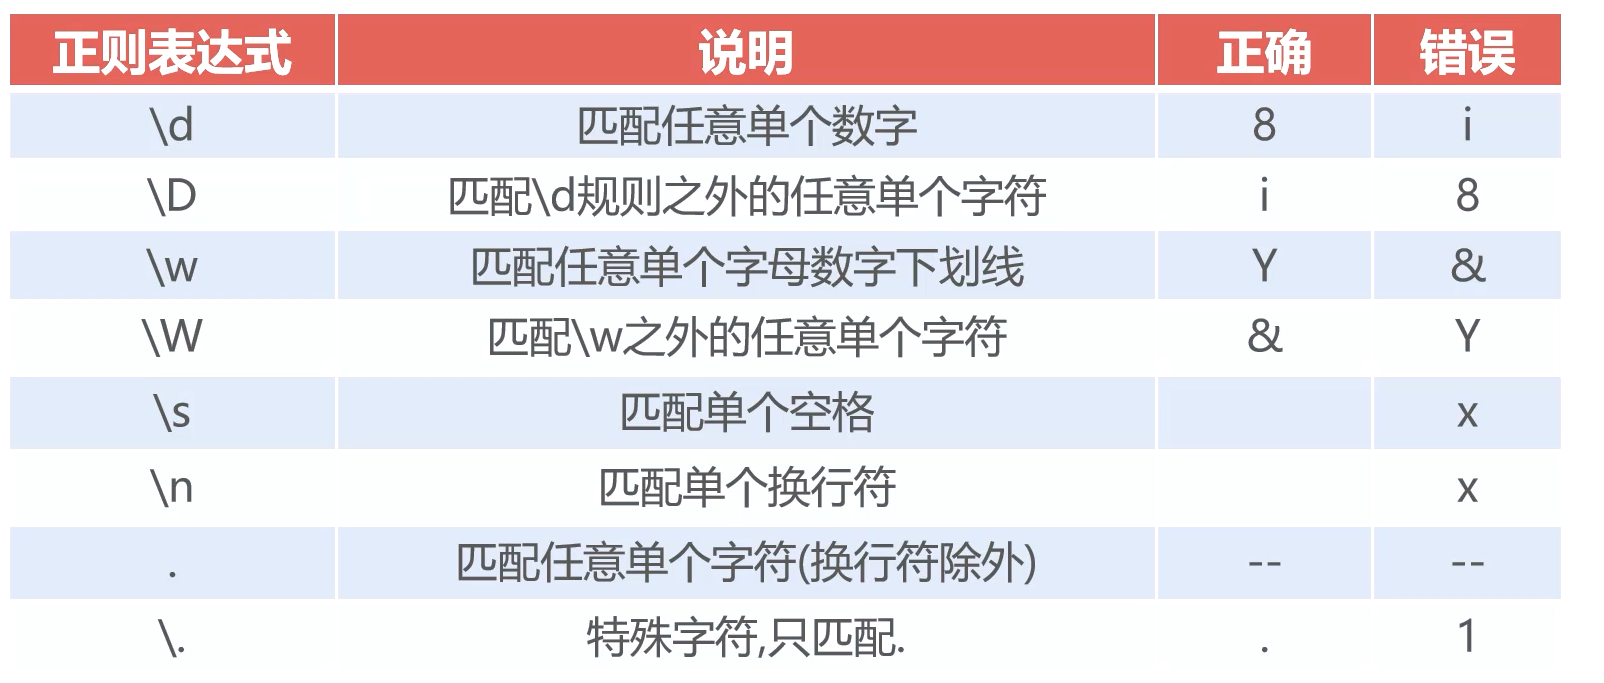 正则表达式 说明 正确 错误
\d 匹配任意单个数字 8 i
\D 匹配\d规则之外的任意单个字符 i 8
\w 匹配任意单个字母数字下划线 Y &
\W 匹配\w之外的任意单个字符 & Y
\s 匹配单个空格 x
\n 匹配单个换行符 x
. 匹配任意单个字符(换行符除外) -- --
\. 特殊字符,只匹配. . 1